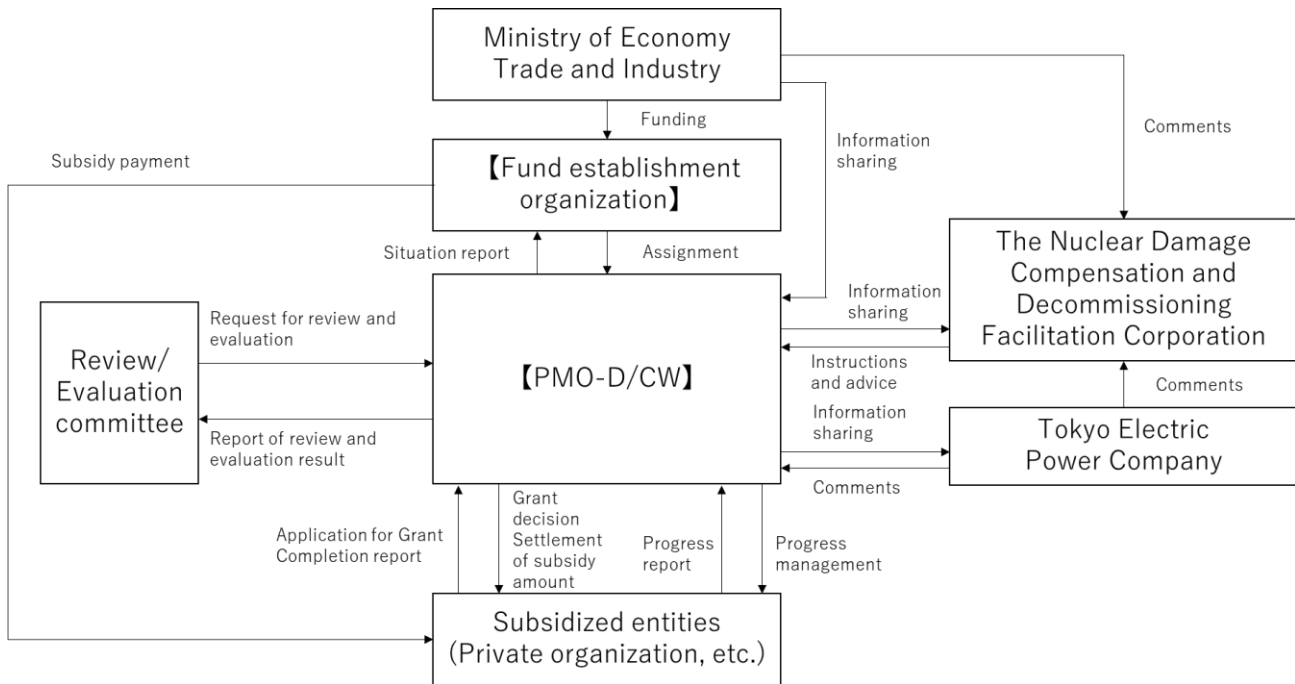 Ministry of Economy
Trade and Industry
Funding
Information
sharing
Comments
Subsidy payment
【Fund establishment
organization】
Situation report
Assignment
The Nuclear Damage
Compensation and
Decommissioning
Facilitation Corporation
Information
sharing
Instructions
and advice
Comments
Review/
Evaluation
committee
Request for review and
evaluation
Report of review and
evaluation result
【PMO-D/CW】
Information
sharing
Comments
Tokyo Electric
Power Company
Application for Grant
Completion report
Grant
decision
Settlement
of subsidy
amount
Progress
report
Progress
management
Subsidized entities
(Private organization, etc.)